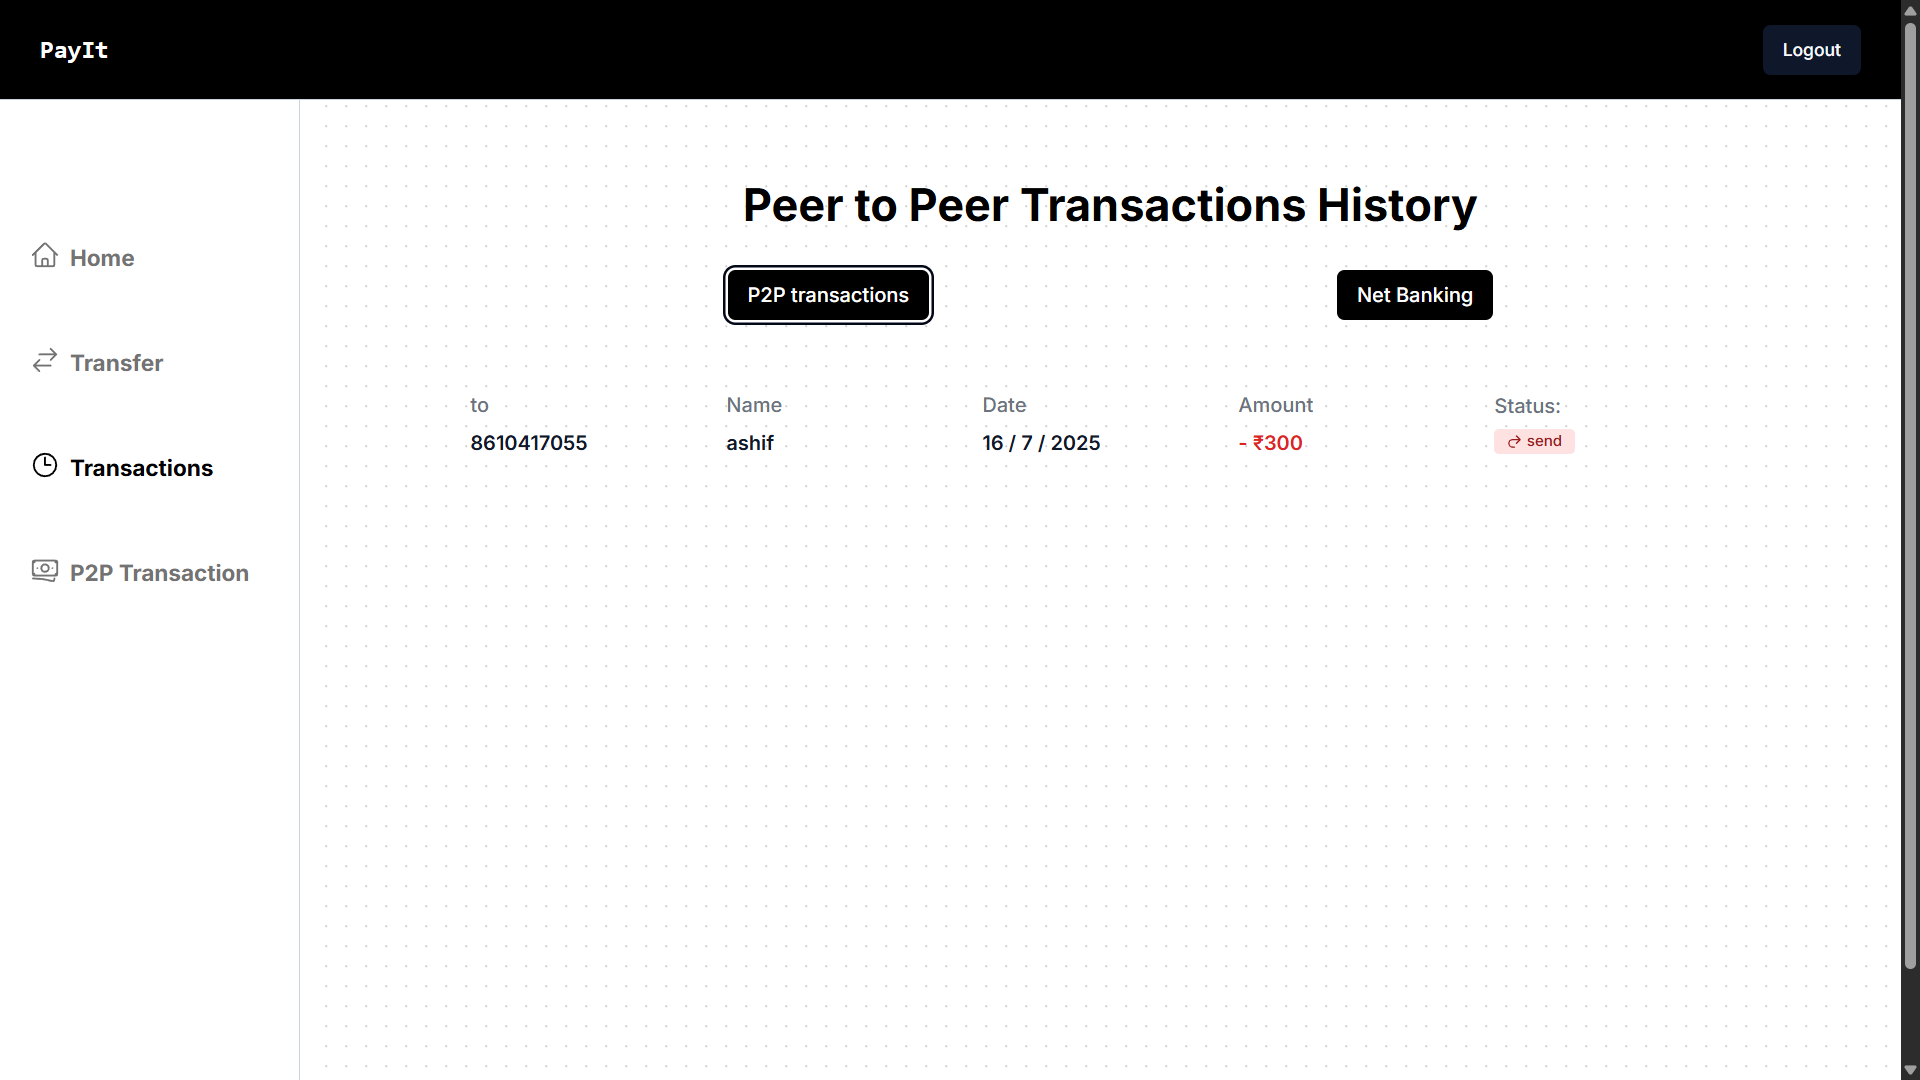 PayIt
Logout
Home
Transfer
Transactions
P2P Transaction
Peer to Peer Transactions History
P2P transactions
Net Banking
to Name Date Amount Status:
8610417055 ashif 16 / 7 / 2025 - ₹300 send